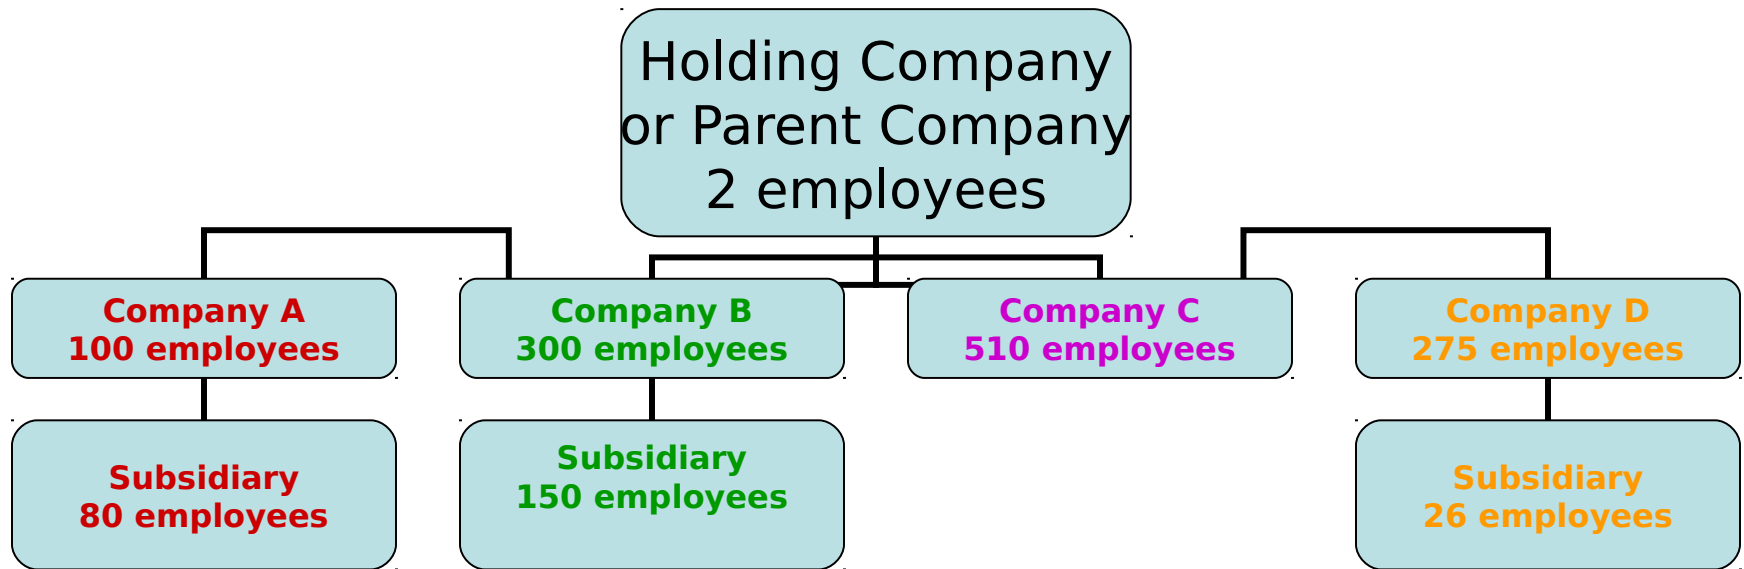 Holding Company
or Parent Company
2 employees
Company A
100 employees
Company B
300 employees
Company C
510 employees
Company D
275 employees
Subsidiary
80 employees
Subsidiary
150 employees
Subsidiary
26 employees